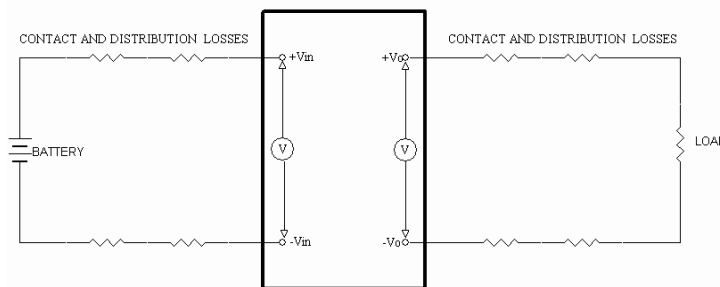 CONTACT AND DISTRIBUTION LOSSES
CONTACT AND DISTRIBUTION LOSSES
+Vin
+Vo
BATTERY
V
V
LOAD
-Vin
-Vo